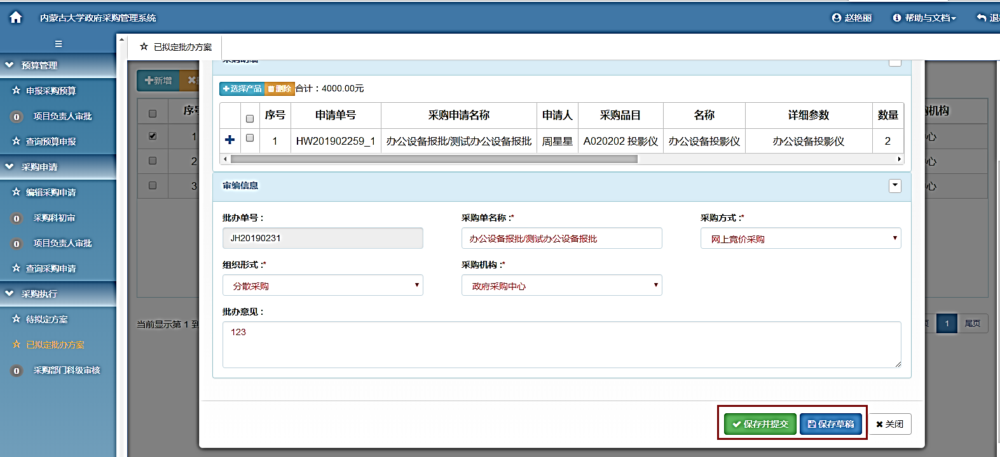 内蒙古大学政府采购管理系统
赵艳丽
帮助与文档
预算管理
申报采购预算
0 项目负责人审批
查询预算申报
采购申请
编辑采购申请
0 采购科初审
0 项目负责人审批
查询采购申请
采购执行
待拟定方案
已拟定批办方案
0 采购部门科级审核
已拟定批办方案
新增
序号
1
2
3
当前显示第 1 到
采购明细
选择产品 删除 合计：4000.00元
序号 申请单号 采购申请名称 申请人 采购品目 名称 详细参数 数量
1 HW201902259_1 办公设备报批/测试办公设备报批 周星星 A020202 投影仪 办公设备投影仪 办公设备投影仪 2
审编信息
批办单号 : 采购单名称 :* 采购方式 :*
JH20190231 办公设备报批/测试办公设备报批 网上竞价采购
组织形式 :* 采购机构 :*
分散采购 政府采购中心
批办意见 :
123
保存并提交 保存草稿 关闭
机构
心
心
心
页 1 尾页